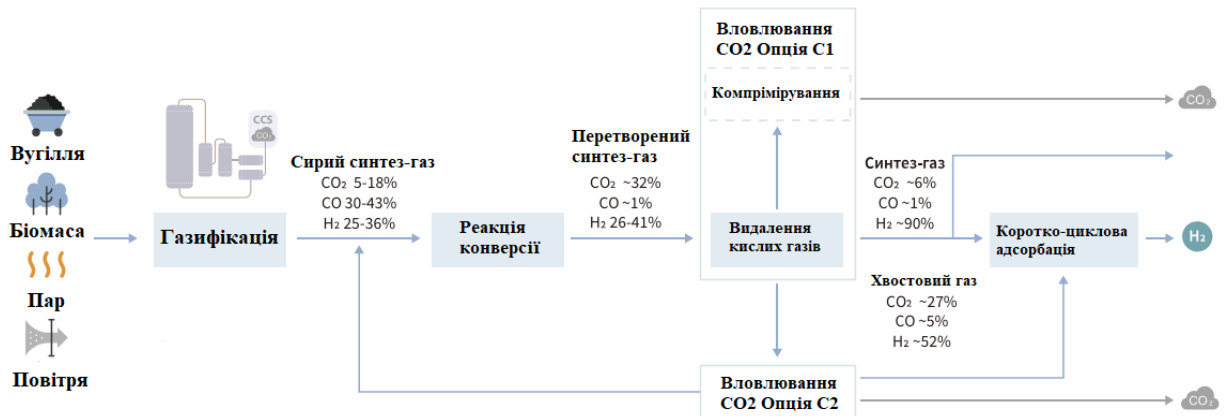 Вугілля
Біомаса
Пар
Повітря
CCS
CO₂
Газифікація
Сирий синтез-газ
CO₂ 5-18%
CO 30-43%
H₂ 25-36%
Реакція
конверсії
Перетворений
синтез-газ
CO₂ ~32%
CO ~1%
H₂ 26-41%
Вловлювання
CO2 Опція C1
Компрімірування
Видалення
кислих газів
Синтез-газ
CO₂ ~6%
CO ~1%
H₂ ~90%
Хвостовий газ
CO₂ ~27%
CO ~5%
H₂ ~52%
Коротко-циклова
адсорбація
Вловлювання
CO2 Опція C2
CO₂
H₂
CO₂